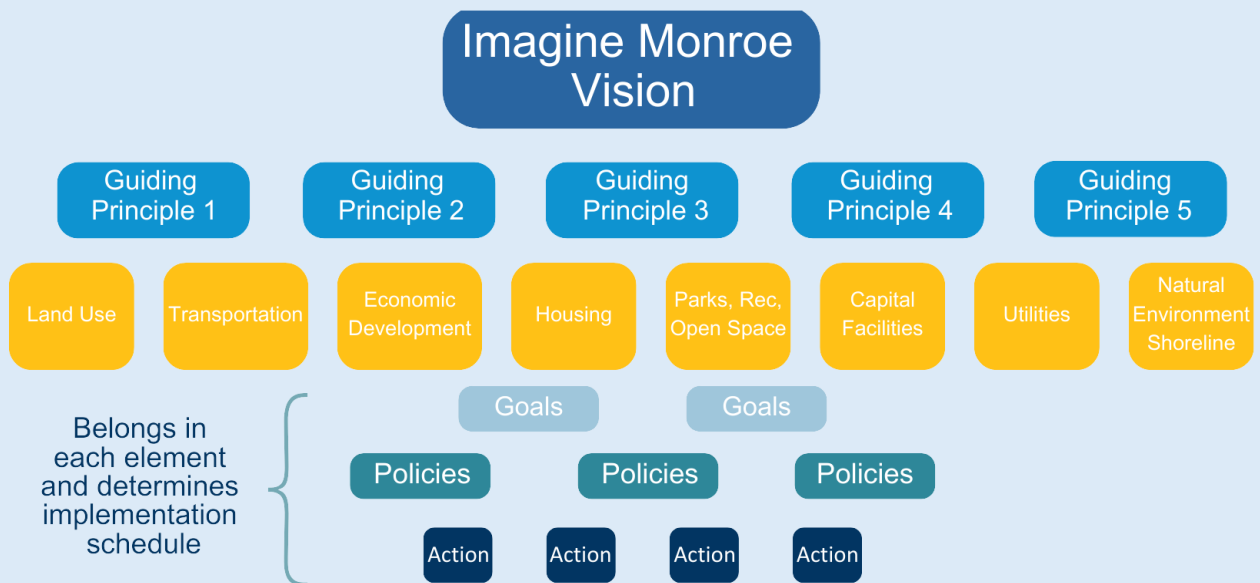 Imagine Monroe
Vision
Guiding
Principle 1
Guiding
Principle 2
Guiding
Principle 3
Guiding
Principle 4
Guiding
Principle 5
Land Use
Transportation
Economic
Development
Housing
Parks, Rec,
Open Space
Capital
Facilities
Utilities
Natural
Environment
Shoreline
Belongs in
each element
and determines
implementation
schedule
Goals
Goals
Policies
Policies
Policies
Action
Action
Action
Action